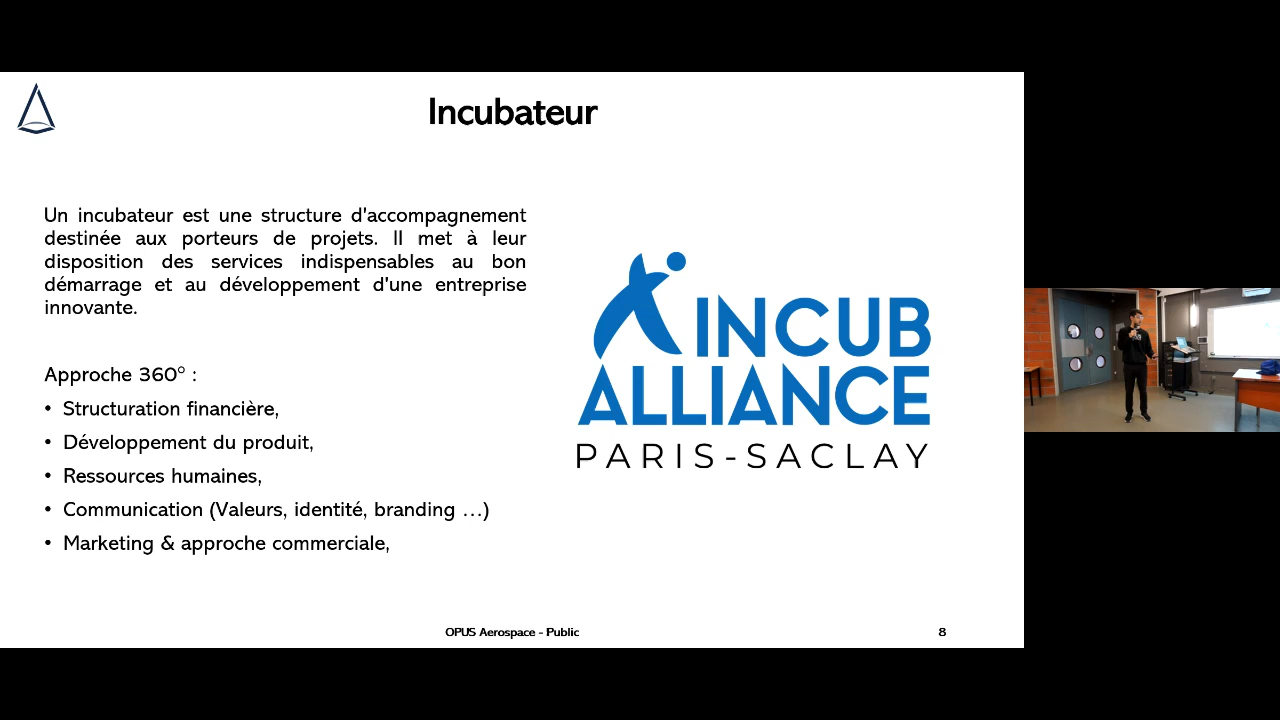 Incubateur
Un incubateur est une structure d'accompagnement
destinée aux porteurs de projets. Il met à leur
disposition des services indispensables au bon
démarrage et au développement d'une entreprise
innovante.
Approche 360° :
• Structuration financière,
• Développement du produit,
• Ressources humaines,
• Communication (Valeurs, identité, branding ...)
• Marketing & approche commerciale,
INCUB
ALLIANCE
PARIS-SACLAY
OPUS Aerospace - Public
8